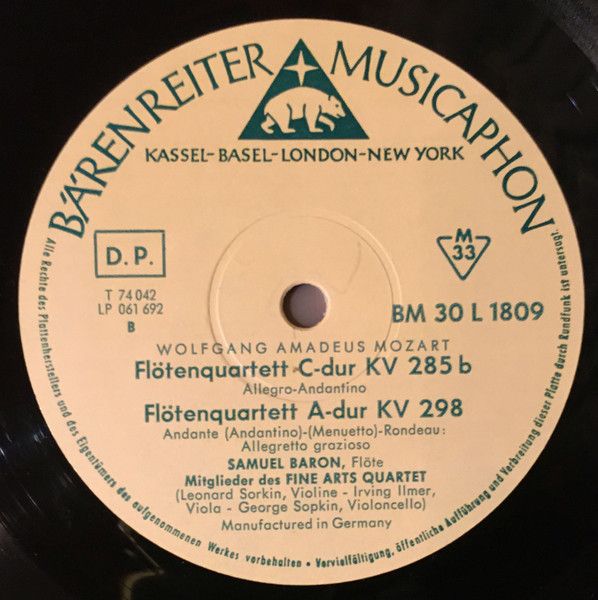 BÄRENREITER MUSICAPHON
KASSEL-BASEL-LONDON-NEW YORK
D. P.
M
33
T 74 042
LP 061 692
B
BM 30 L 1809
WOLFGANG AMADEUS MOZART
Flötenquartett C-dur KV 285 b
Allegro-Andantino
Flötenquartett A-dur KV 298
Andante (Andantino)-(Menuetto)-Rondeau:
Allegretto grazioso
SAMUEL BARON, Flöte
Mitglieder des FINE ARTS QUARTET
(Leonard Sorkin, Violine - Irving Ilmer,
Viola - George Sopkin, Violoncello)
Manufactured in Germany
Alle Rechte des Plattenherstellers und des Eigentümers des aufgenommenen Werkes vorbehalten • Vervielfältigung, öffentliche Aufführung und Verbreitung dieser Platte durch Rundfunk ist untersagt.